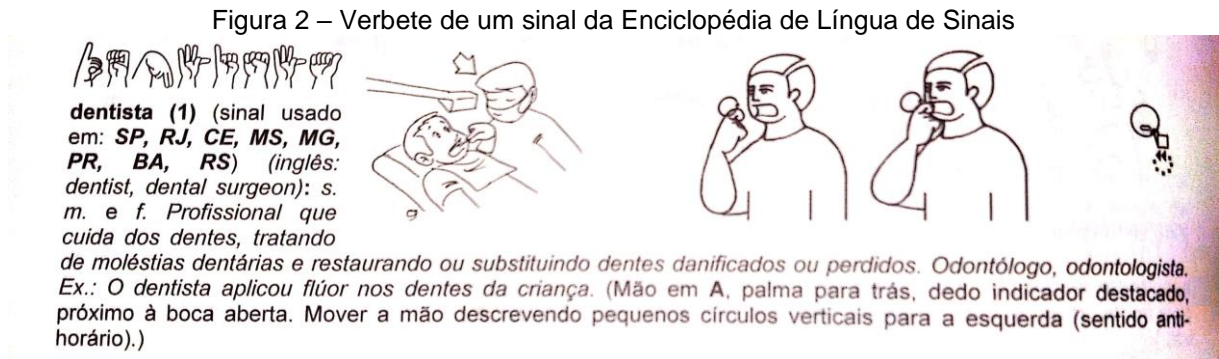 Figura 2 – Verbete de um sinal da Enciclopédia de Língua de Sinais
dentista (1) (sinal usado
em: SP, RJ, CE, MS, MG,
PR, BA, RS) (inglês:
dentist, dental surgeon): s.
m. e f. Profissional que
cuida dos dentes, tratando
de moléstias dentárias e restaurando ou substituindo dentes danificados ou perdidos. Odontólogo, odontologista.
Ex.: O dentista aplicou flúor nos dentes da criança. (Mão em A, palma para trás, dedo indicador destacado,
próximo à boca aberta. Mover a mão descrevendo pequenos círculos verticais para a esquerda (sentido anti-
horário).)